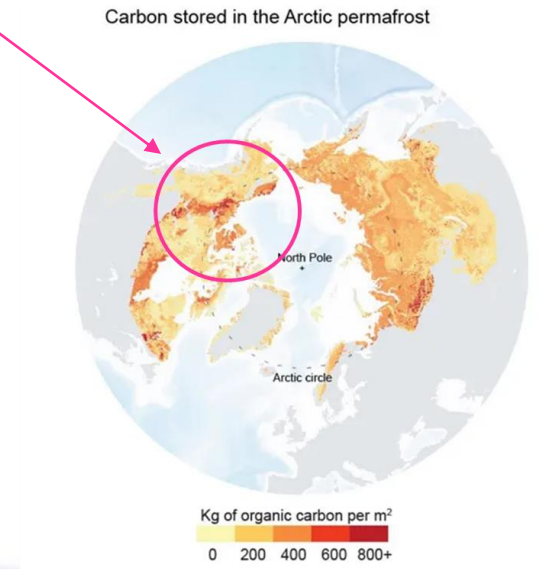 Carbon stored in the Arctic permafrost
North Pole
Arctic circle
Kg of organic carbon per m²
0 200 400 600 800+